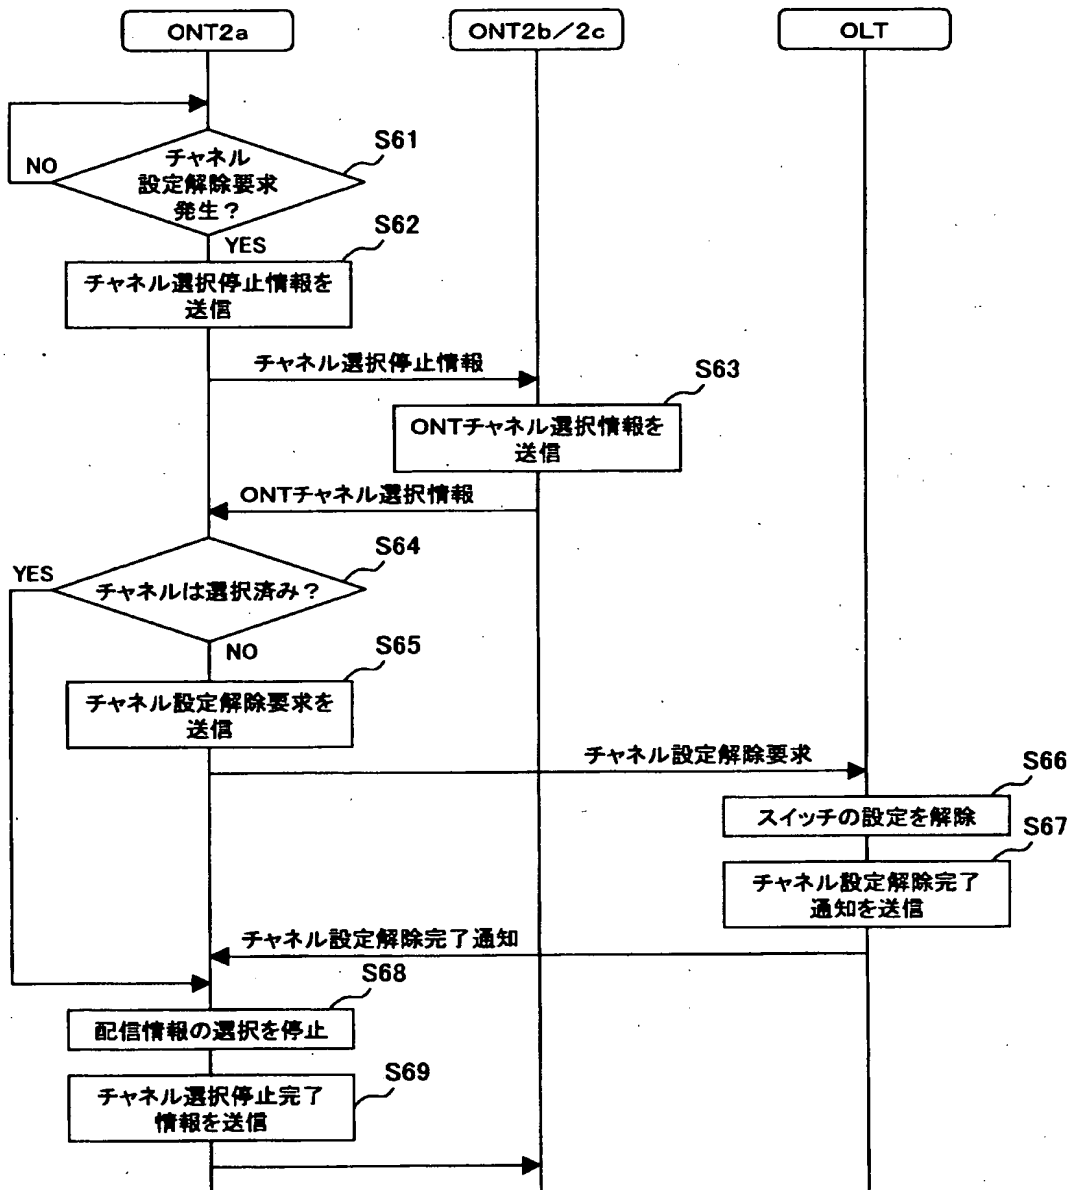 ONT2a
ONT2b/2c
OLT
S61
NO
チャネル
設定解除要求
発生?
S62
YES
チャネル選択停止情報を
送信
チャネル選択停止情報
S63
ONTチャネル選択情報を
送信
ONTチャネル選択情報
S64
YES
チャネルは選択済み?
NO
S65
チャネル設定解除要求を
送信
チャネル設定解除要求
S66
スイッチの設定を解除
S67
チャネル設定解除完了
通知を送信
チャネル設定解除完了通知
S68
配信情報の選択を停止
S69
チャネル選択停止完了
情報を送信